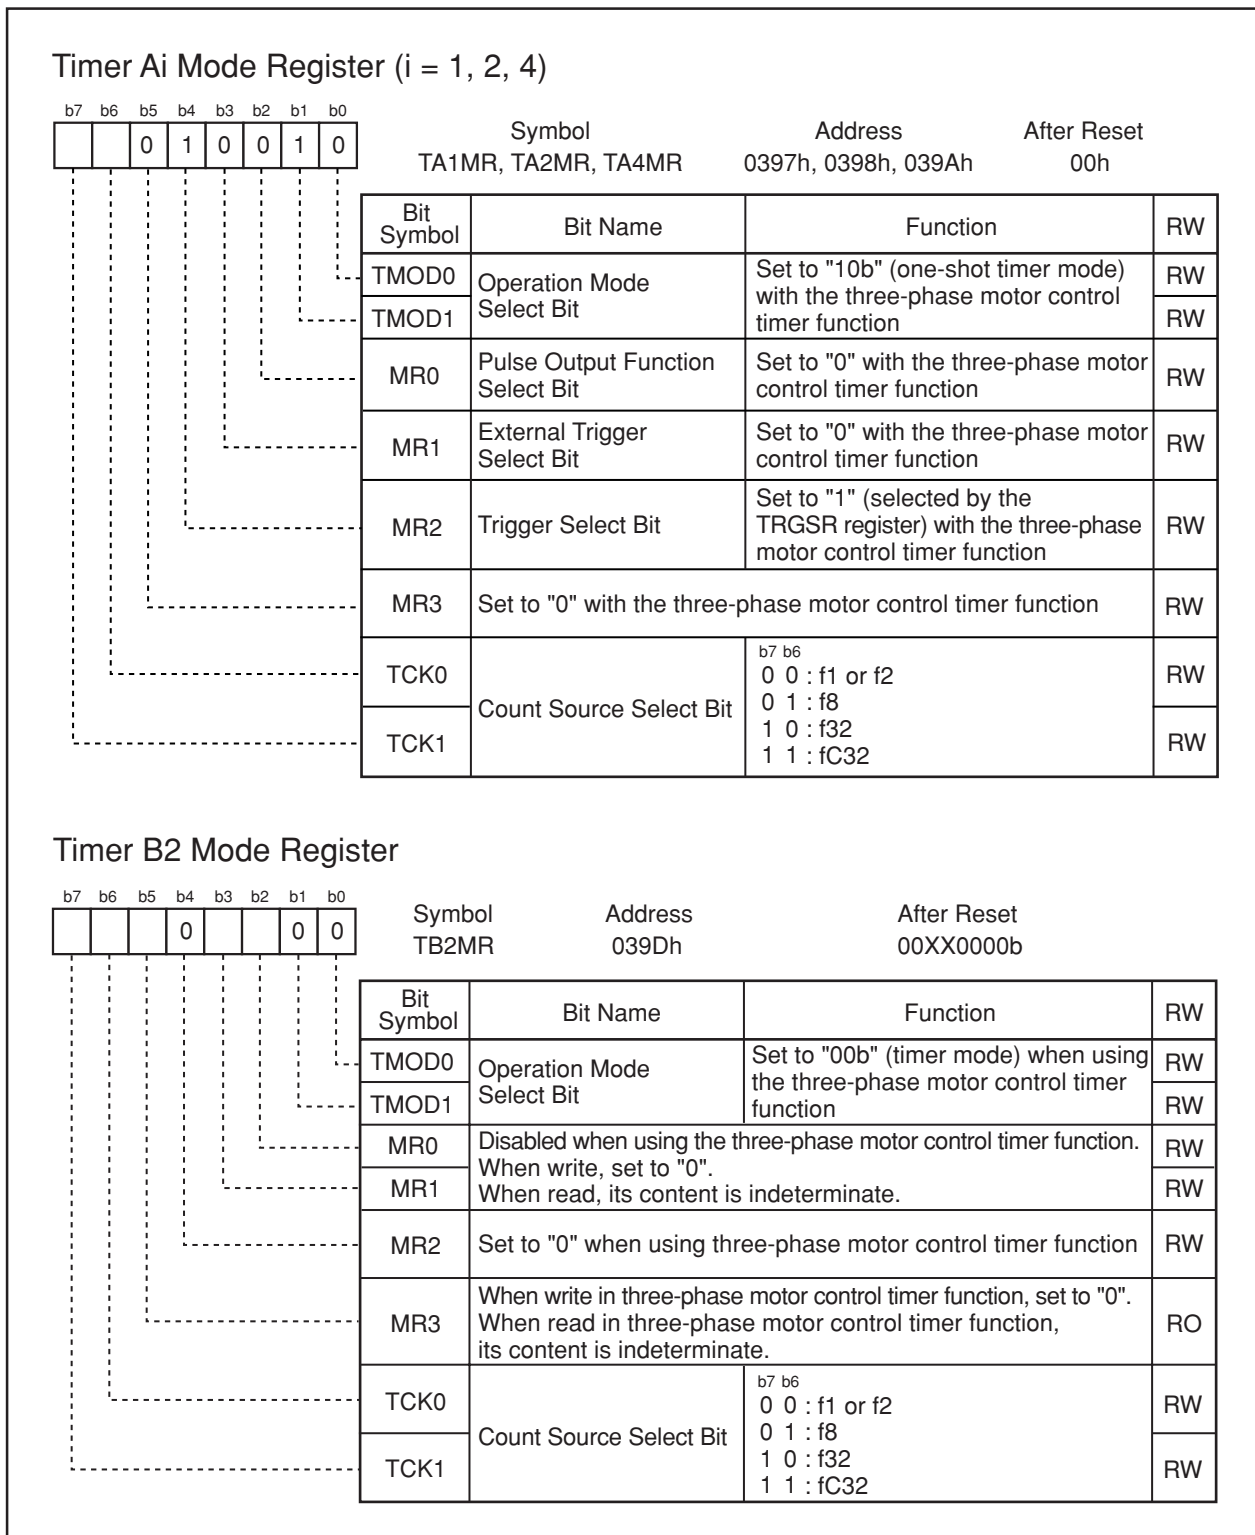 Timer Ai Mode Register (i = 1, 2, 4)
b7 b6 b5 b4 b3 b2 b1 b0
0 1 0 0 1 0
Symbol Address After Reset
TA1MR, TA2MR, TA4MR 0397h, 0398h, 039Ah 00h
Bit Symbol Bit Name Function RW
TMOD0 Operation Mode Select Bit Set to "10b" (one-shot timer mode) RW
with the three-phase motor control
TMOD1 timer function RW
MR0 Pulse Output Function Select Bit Set to "0" with the three-phase motor control timer function RW
MR1 External Trigger Select Bit Set to "0" with the three-phase motor control timer function RW
MR2 Trigger Select Bit Set to "1" (selected by the TRGSR register) with the three-phase motor control timer function RW
MR3 Set to "0" with the three-phase motor control timer function RW
TCK0 Count Source Select Bit b7 b6 RW
0 0 : f1 or f2
0 1 : f8
TCK1 1 0 : f32 RW
1 1 : fC32
Timer B2 Mode Register
b7 b6 b5 b4 b3 b2 b1 b0
0 0 0
Symbol Address After Reset
TB2MR 039Dh 00XX0000b
Bit Symbol Bit Name Function RW
TMOD0 Operation Mode Select Bit Set to "00b" (timer mode) when using RW
the three-phase motor control timer
TMOD1 function RW
MR0 Disabled when using the three-phase motor control timer function. RW
When write, set to "0".
MR1 When read, its content is indeterminate. RW
MR2 Set to "0" when using three-phase motor control timer function RW
When write in three-phase motor control timer function, set to "0".
MR3 When read in three-phase motor control timer function, RO
its content is indeterminate.
TCK0 Count Source Select Bit b7 b6 RW
0 0 : f1 or f2
0 1 : f8
TCK1 1 0 : f32 RW
1 1 : fC32